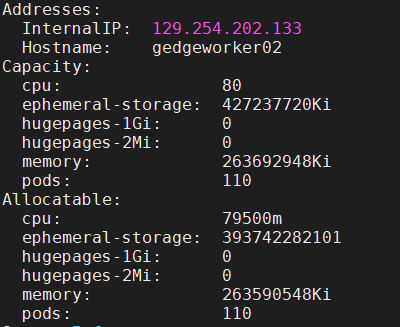 Addresses:
  InternalIP:  129.254.202.133
  Hostname:    gedgeworker02
Capacity:
  cpu:                80
  ephemeral-storage:  427237720Ki
  hugepages-1Gi:      0
  hugepages-2Mi:      0
  memory:             263692948Ki
  pods:               110
Allocatable:
  cpu:                79500m
  ephemeral-storage:  393742282101
  hugepages-1Gi:      0
  hugepages-2Mi:      0
  memory:             263590548Ki
  pods:               110